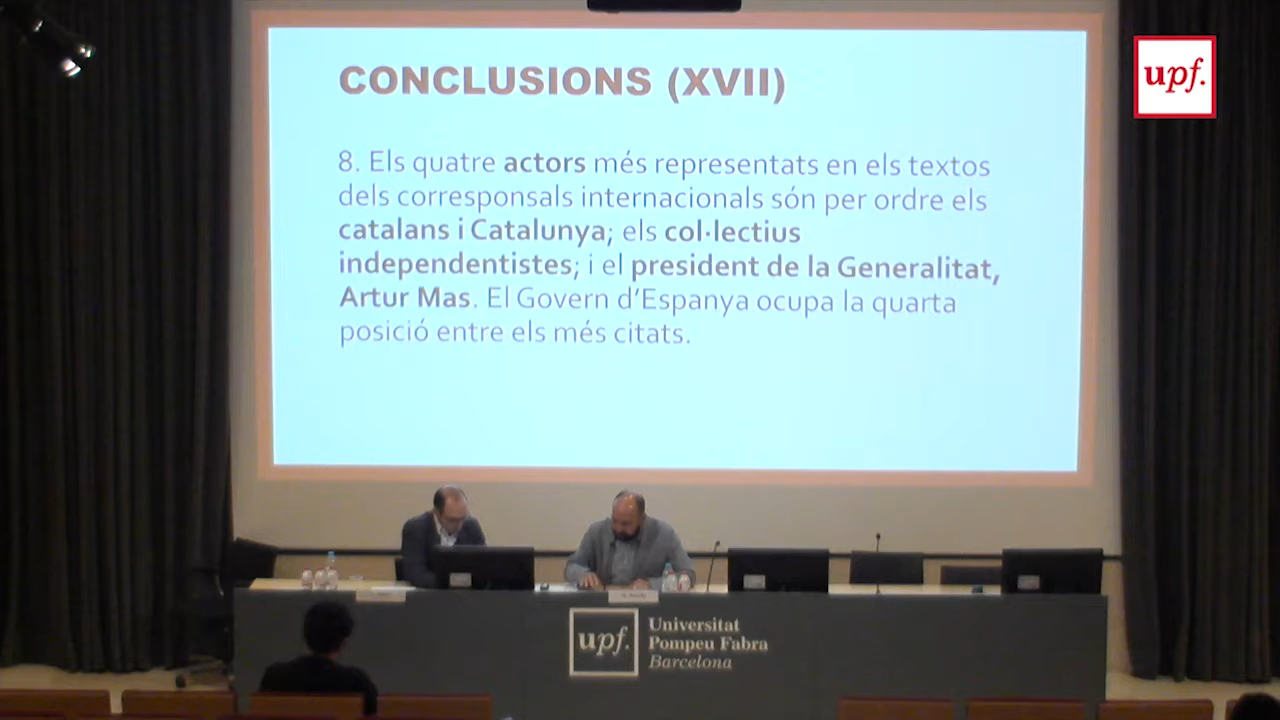 CONCLUSIONS (XVII)
8. Els quatre actors més representats en els textos
dels corresponsals internacionals són per ordre els
catalans i Catalunya; els col·lectius
independentistes; i el president de la Generalitat,
Artur Mas. El Govern d'Espanya ocupa la quarta
posició entre els més citats.
upf.
upf.
Universitat
Pompeu Fabra
Barcelona